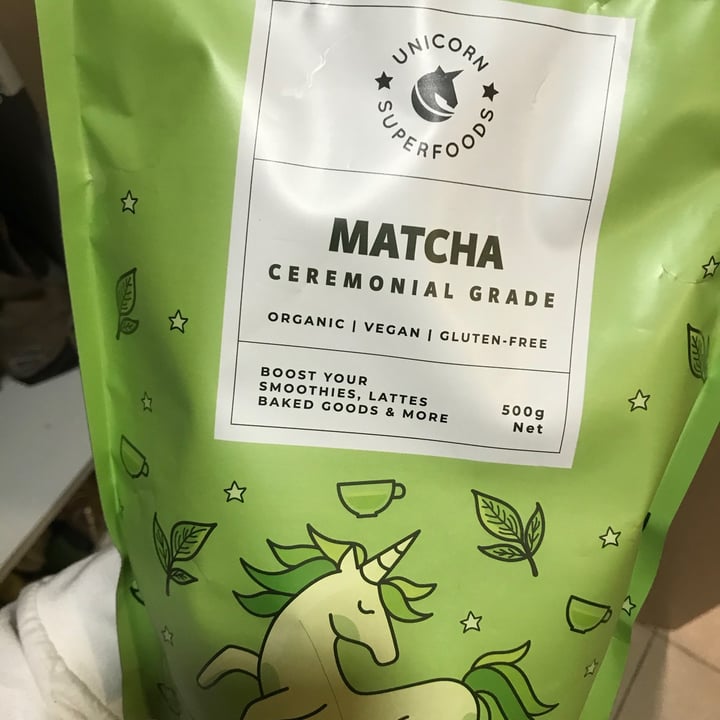 UNICORN
SUPERFOODS
MATCHA
CEREMONIAL GRADE
ORGANIC | VEGAN | GLUTEN-FREE
BOOST YOUR
SMOOTHIES, LATTES
BAKED GOODS & MORE
500g
Net